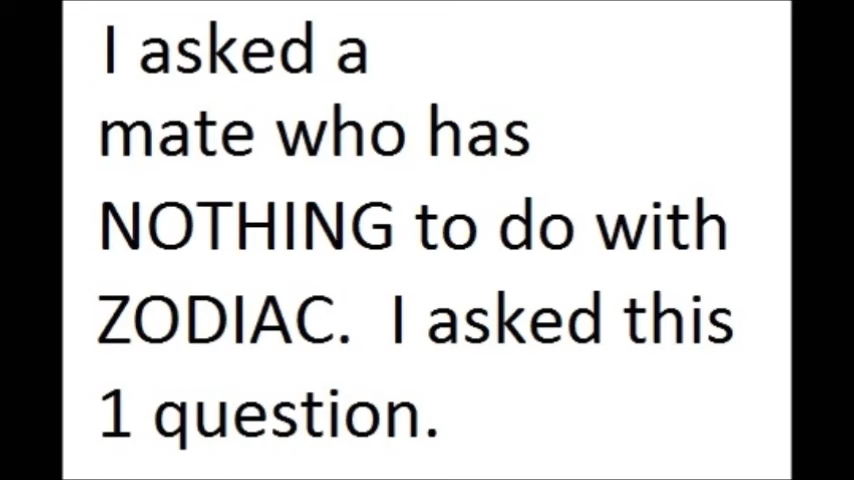 I asked a
mate who has
NOTHING to do with
ZODIAC.  I asked this
1 question.